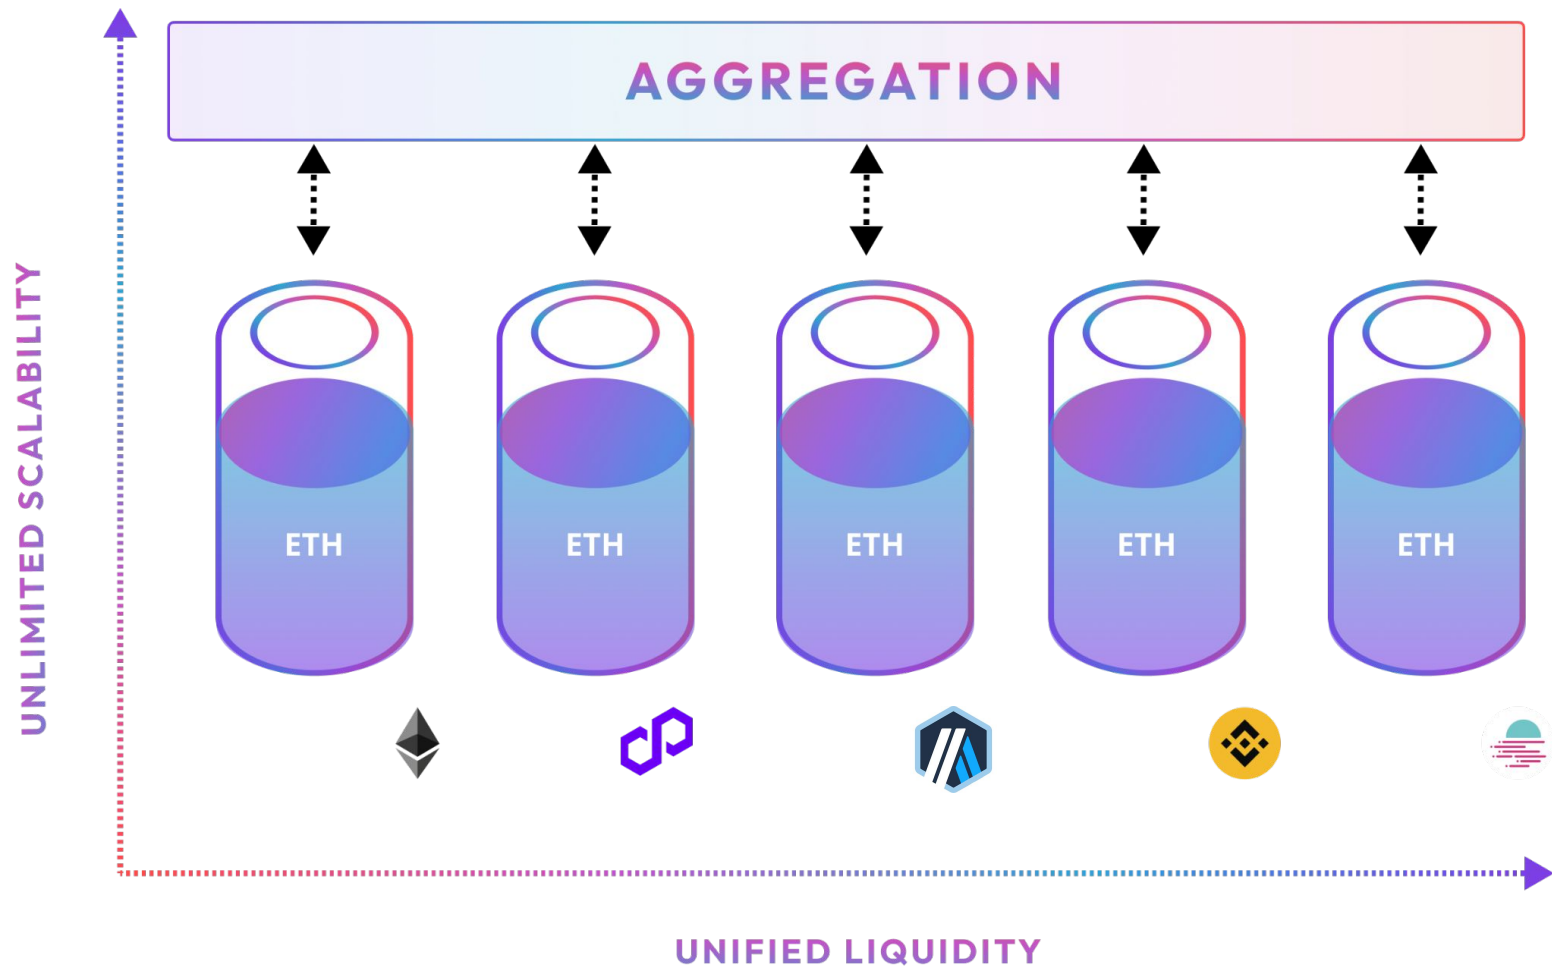 AGGREGATION
UNLIMITED SCALABILITY
ETH
ETH
ETH
ETH
ETH
UNIFIED LIQUIDITY